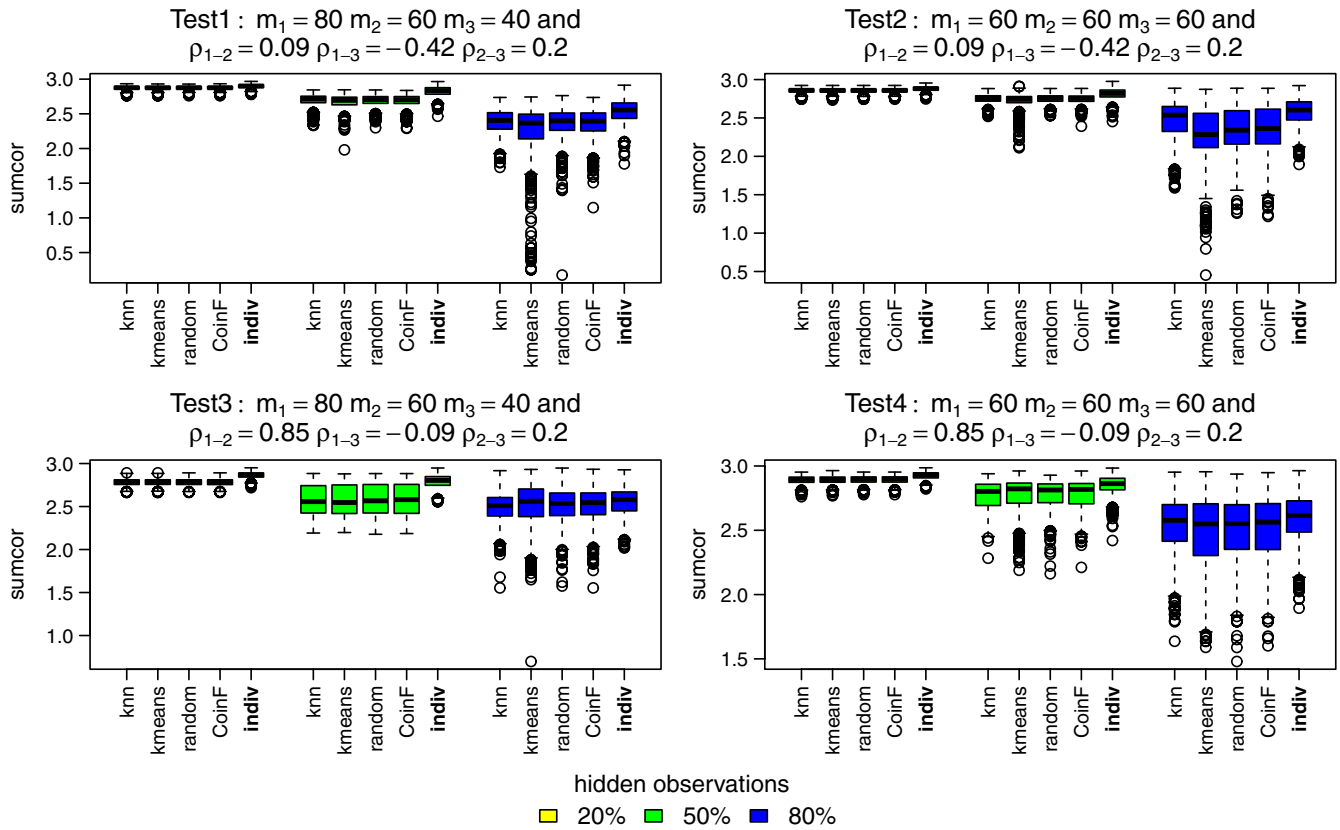 Test1 : m₁ = 80 m₂ = 60 m₃ = 40 and
ρ₁₋₂ = 0.09 ρ₁₋₃ = −0.42 ρ₂₋₃ = 0.2
sumcor
3.0
2.5
2.0
1.5
1.0
0.5
knn
kmeans
random
CoinF
indiv
knn
kmeans
random
CoinF
indiv
knn
kmeans
random
CoinF
indiv
Test2 : m₁ = 60 m₂ = 60 m₃ = 60 and
ρ₁₋₂ = 0.09 ρ₁₋₃ = −0.42 ρ₂₋₃ = 0.2
sumcor
3.0
2.5
2.0
1.5
1.0
0.5
knn
kmeans
random
CoinF
indiv
knn
kmeans
random
CoinF
indiv
knn
kmeans
random
CoinF
indiv
Test3 : m₁ = 80 m₂ = 60 m₃ = 40 and
ρ₁₋₂ = 0.85 ρ₁₋₃ = −0.09 ρ₂₋₃ = 0.2
sumcor
3.0
2.5
2.0
1.5
1.0
knn
kmeans
random
CoinF
indiv
knn
kmeans
random
CoinF
indiv
knn
kmeans
random
CoinF
indiv
Test4 : m₁ = 60 m₂ = 60 m₃ = 60 and
ρ₁₋₂ = 0.85 ρ₁₋₃ = −0.09 ρ₂₋₃ = 0.2
sumcor
3.0
2.5
2.0
1.5
knn
kmeans
random
CoinF
indiv
knn
kmeans
random
CoinF
indiv
knn
kmeans
random
CoinF
indiv
hidden observations
20% 50% 80%